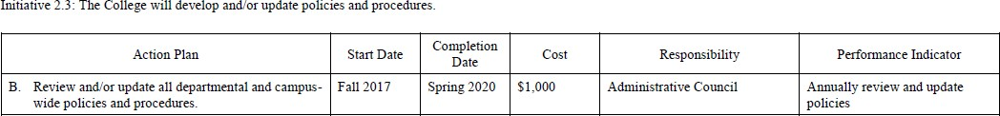 Initiative 2.3: The College will develop and/or update policies and procedures.
Action Plan Start Date Completion Date Cost Responsibility Performance Indicator
B. Review and/or update all departmental and campus- Fall 2017 Spring 2020 $1,000 Administrative Council Annually review and update
wide policies and procedures. policies